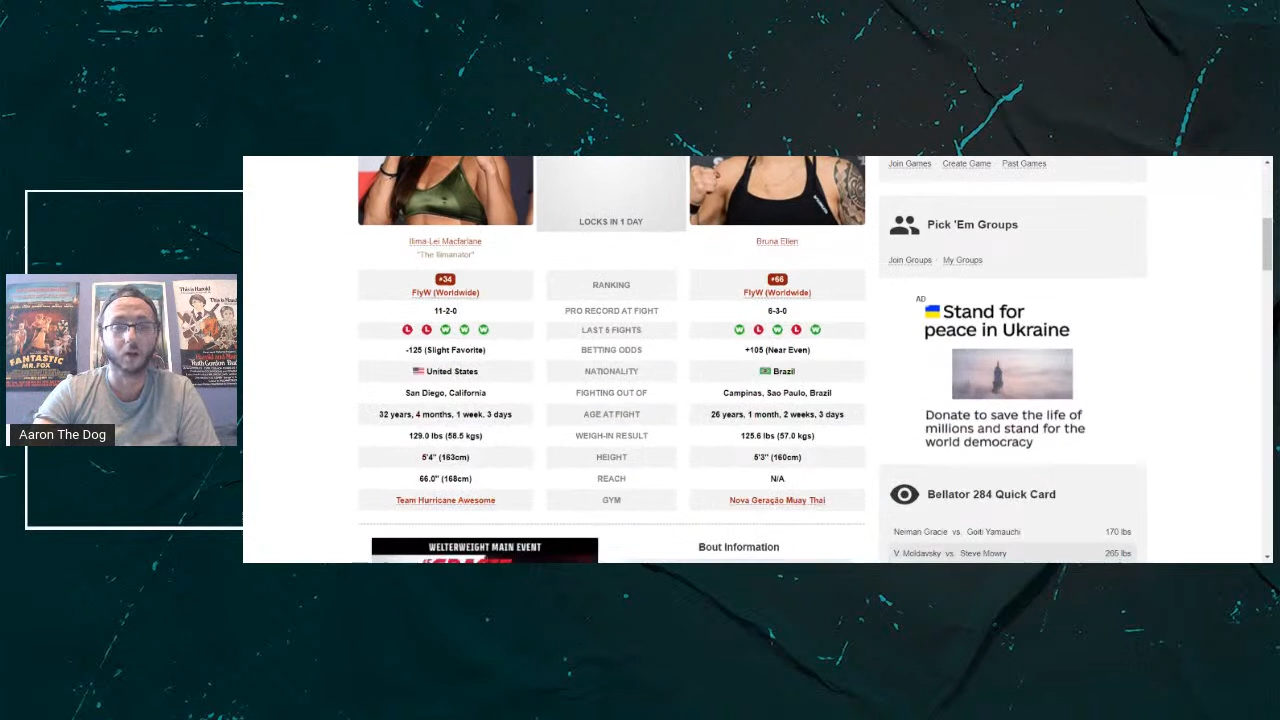 Join Games · Create Game · Past Games
LOCKS IN 1 DAY
Pick 'Em Groups
Join Groups · My Groups
Ilima-Lei Macfarlane
Bruna Ellen
"The Ilimanator"
#34
FlyW (Worldwide)
RANKING
#66
FlyW (Worldwide)
11-2-0 PRO RECORD AT FIGHT 6-3-0
L L W W W LAST 5 FIGHTS W L W L W
-125 (Slight Favorite) BETTING ODDS +105 (Near Even)
United States NATIONALITY Brazil
San Diego, California FIGHTING OUT OF Campinas, Sao Paulo, Brazil
32 years, 4 months, 1 week, 3 days AGE AT FIGHT 26 years, 1 month, 2 weeks, 3 days
129.0 lbs (58.5 kgs) WEIGH-IN RESULT 125.6 lbs (57.0 kgs)
5'4" (163cm) HEIGHT 5'3" (160cm)
66.0" (168cm) REACH N/A
Team Hurricane Awesome GYM Nova Geração Muay Thai
AD
Stand for
peace in Ukraine
Donate to save the life of
millions and stand for the
world democracy
Bellator 284 Quick Card
Neiman Gracie vs. Goiti Yamauchi 170 lbs
V. Moldavsky vs. Steve Mowry 265 lbs
WELTERWEIGHT MAIN EVENT
GRACIE
Bout Information
FANTASTIC
MR. FOX
This is Harold
Aaron The Dog